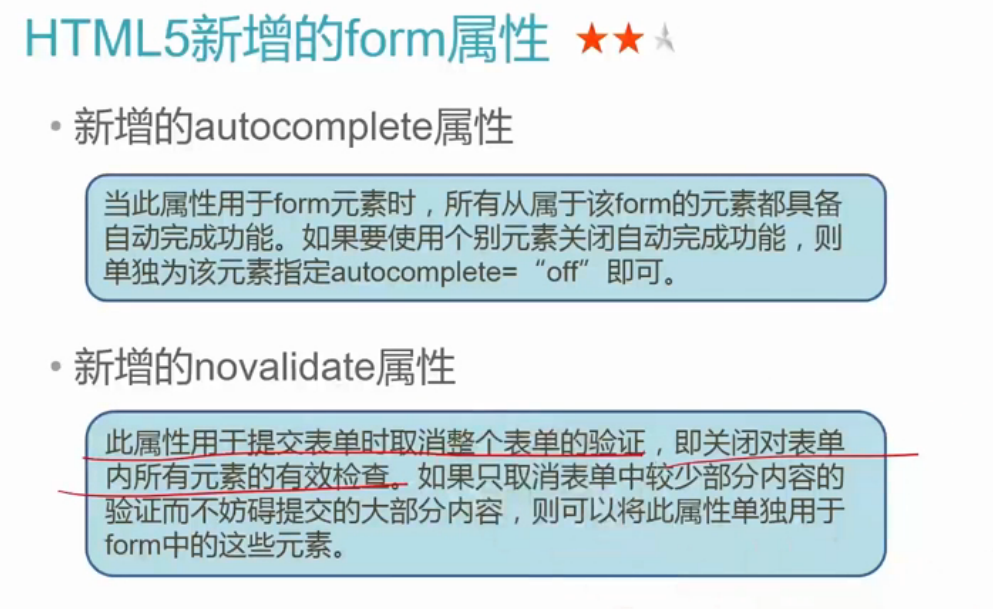 HTML5新增的form属性
• 新增的autocomplete属性
当此属性用于form元素时，所有从属于该form的元素都具备
自动完成功能。如果要使用个别元素关闭自动完成功能，则
单独为该元素指定autocomplete=“off”即可。
• 新增的novalidate属性
此属性用于提交表单时取消整个表单的验证，即关闭对表单
内所有元素的有效检查。如果只取消表单中较少部分内容的
验证而不妨碍提交的大部分内容，则可以将此属性单独用于
form中的这些元素。